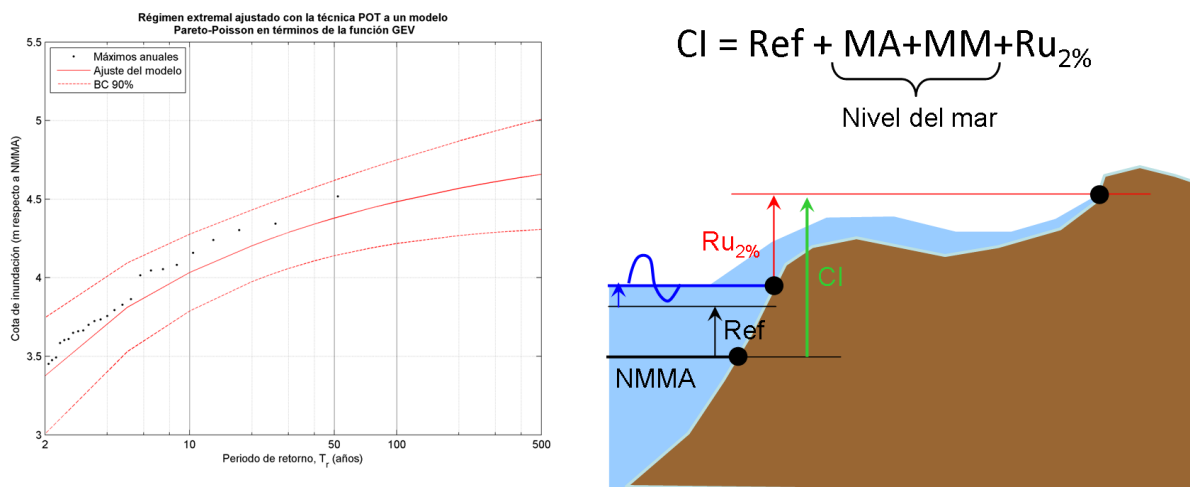 Régimen extremal ajustado con la técnica POT a un modelo
Pareto-Poisson en términos de la función GEV
Máximos anuales
Ajuste del modelo
BC 90%
Cota de inundación (m respecto a NMMA)
5.5
5
4.5
4
3.5
3
2
10
50
100
500
Periodo de retorno, T_r (años)
CI = Ref + MA+MM+Ru_2%
Nivel del mar
Ru_2%
CI
Ref
NMMA